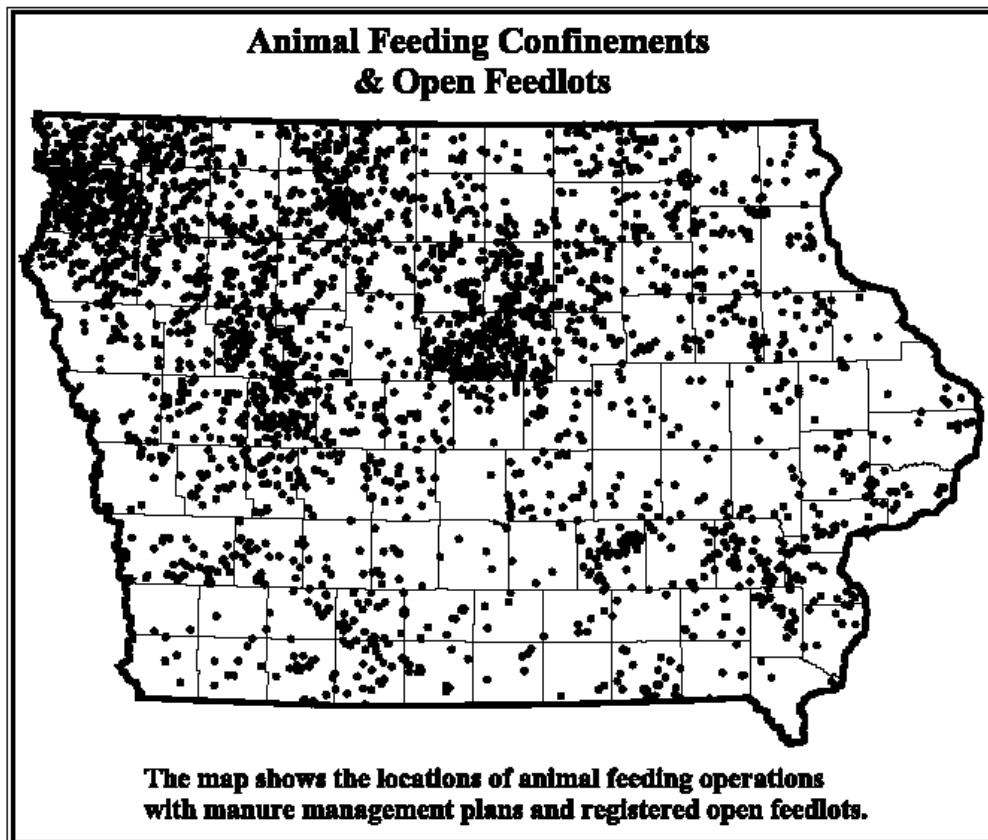 Animal Feeding Confinements
& Open Feedlots
The map shows the locations of animal feeding operations
with manure management plans and registered open feedlots.